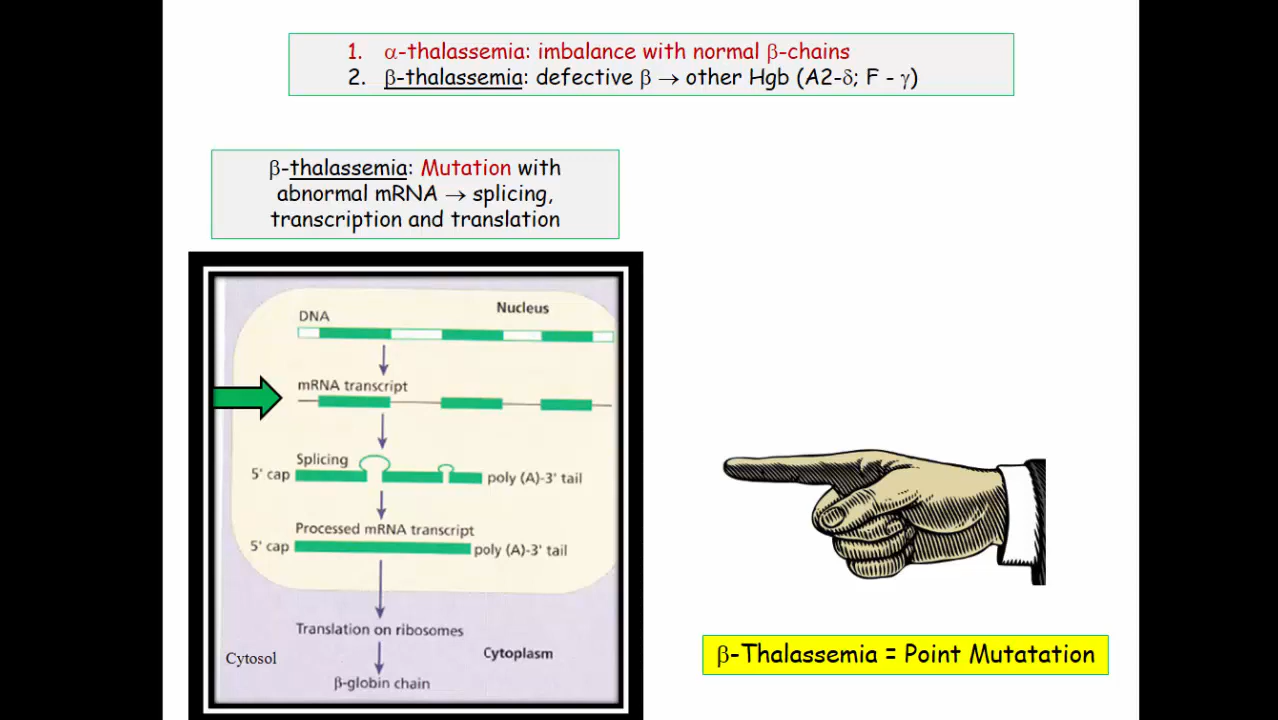 1. α-thalassemia: imbalance with normal β-chains
2. β-thalassemia: defective β → other Hgb (A2-δ; F - γ)
β-thalassemia: Mutation with
abnormal mRNA → splicing,
transcription and translation
Nucleus
DNA
mRNA transcript
Splicing
5' cap poly (A)-3' tail
Processed mRNA transcript
5' cap poly (A)-3' tail
Translation on ribosomes
Cytosol Cytoplasm
β-globin chain
β-Thalassemia = Point Mutatation